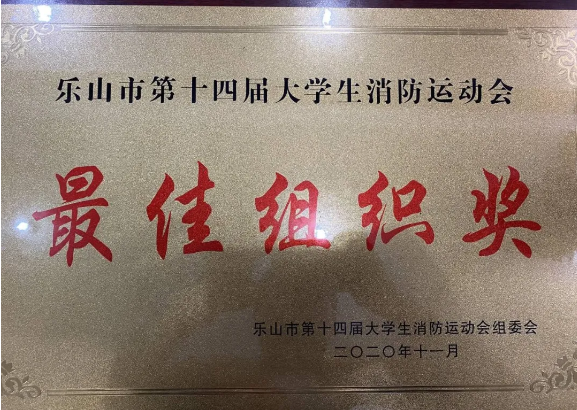 乐山市第十四届大学生消防运动会
最佳组织奖
乐山市第十四届大学生消防运动会组委会
二〇二〇年十一月